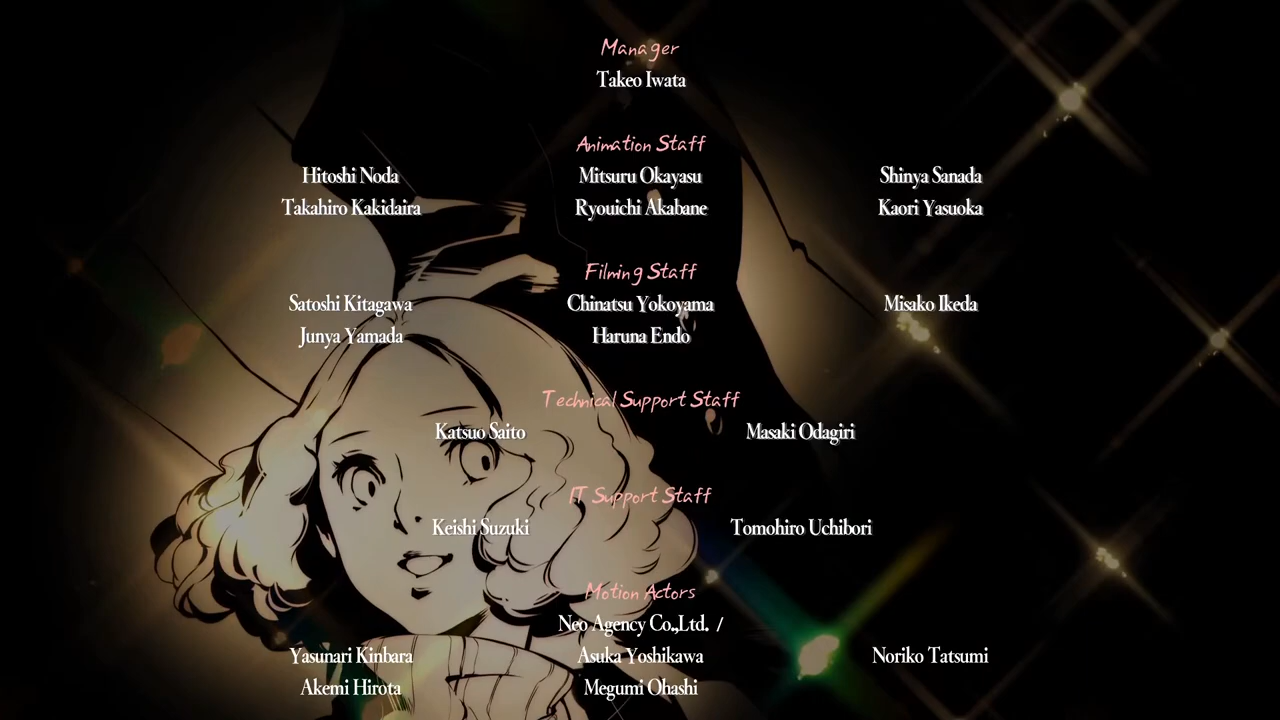 Manager
Takeo Iwata
Animation Staff
Hitoshi Noda Mitsuru Okayasu Shinya Sanada
Takahiro Kakidaira Ryouichi Akabane Kaori Yasuoka
Filming Staff
Satoshi Kitagawa Chinatsu Yokoyama Misako Ikeda
Junya Yamada Haruna Endo
Technical Support Staff
Katsuo Saito Masaki Odagiri
IT Support Staff
Keishi Suzuki Tomohiro Uchibori
Motion Actors
Neo Agency Co.,Ltd. /
Yasunari Kinbara Asuka Yoshikawa Noriko Tatsumi
Akemi Hirota Megumi Ohashi